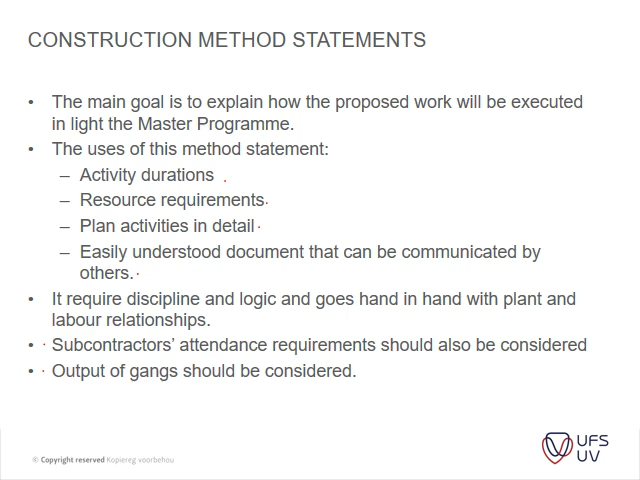 CONSTRUCTION METHOD STATEMENTS
• The main goal is to explain how the proposed work will be executed
in light the Master Programme.
• The uses of this method statement:
– Activity durations
– Resource requirements
– Plan activities in detail
– Easily understood document that can be communicated by
others.
• It require discipline and logic and goes hand in hand with plant and
labour relationships.
• Subcontractors’ attendance requirements should also be considered
• Output of gangs should be considered.
© Copyright reserved Kopiereg voorbehou
UFS
UV